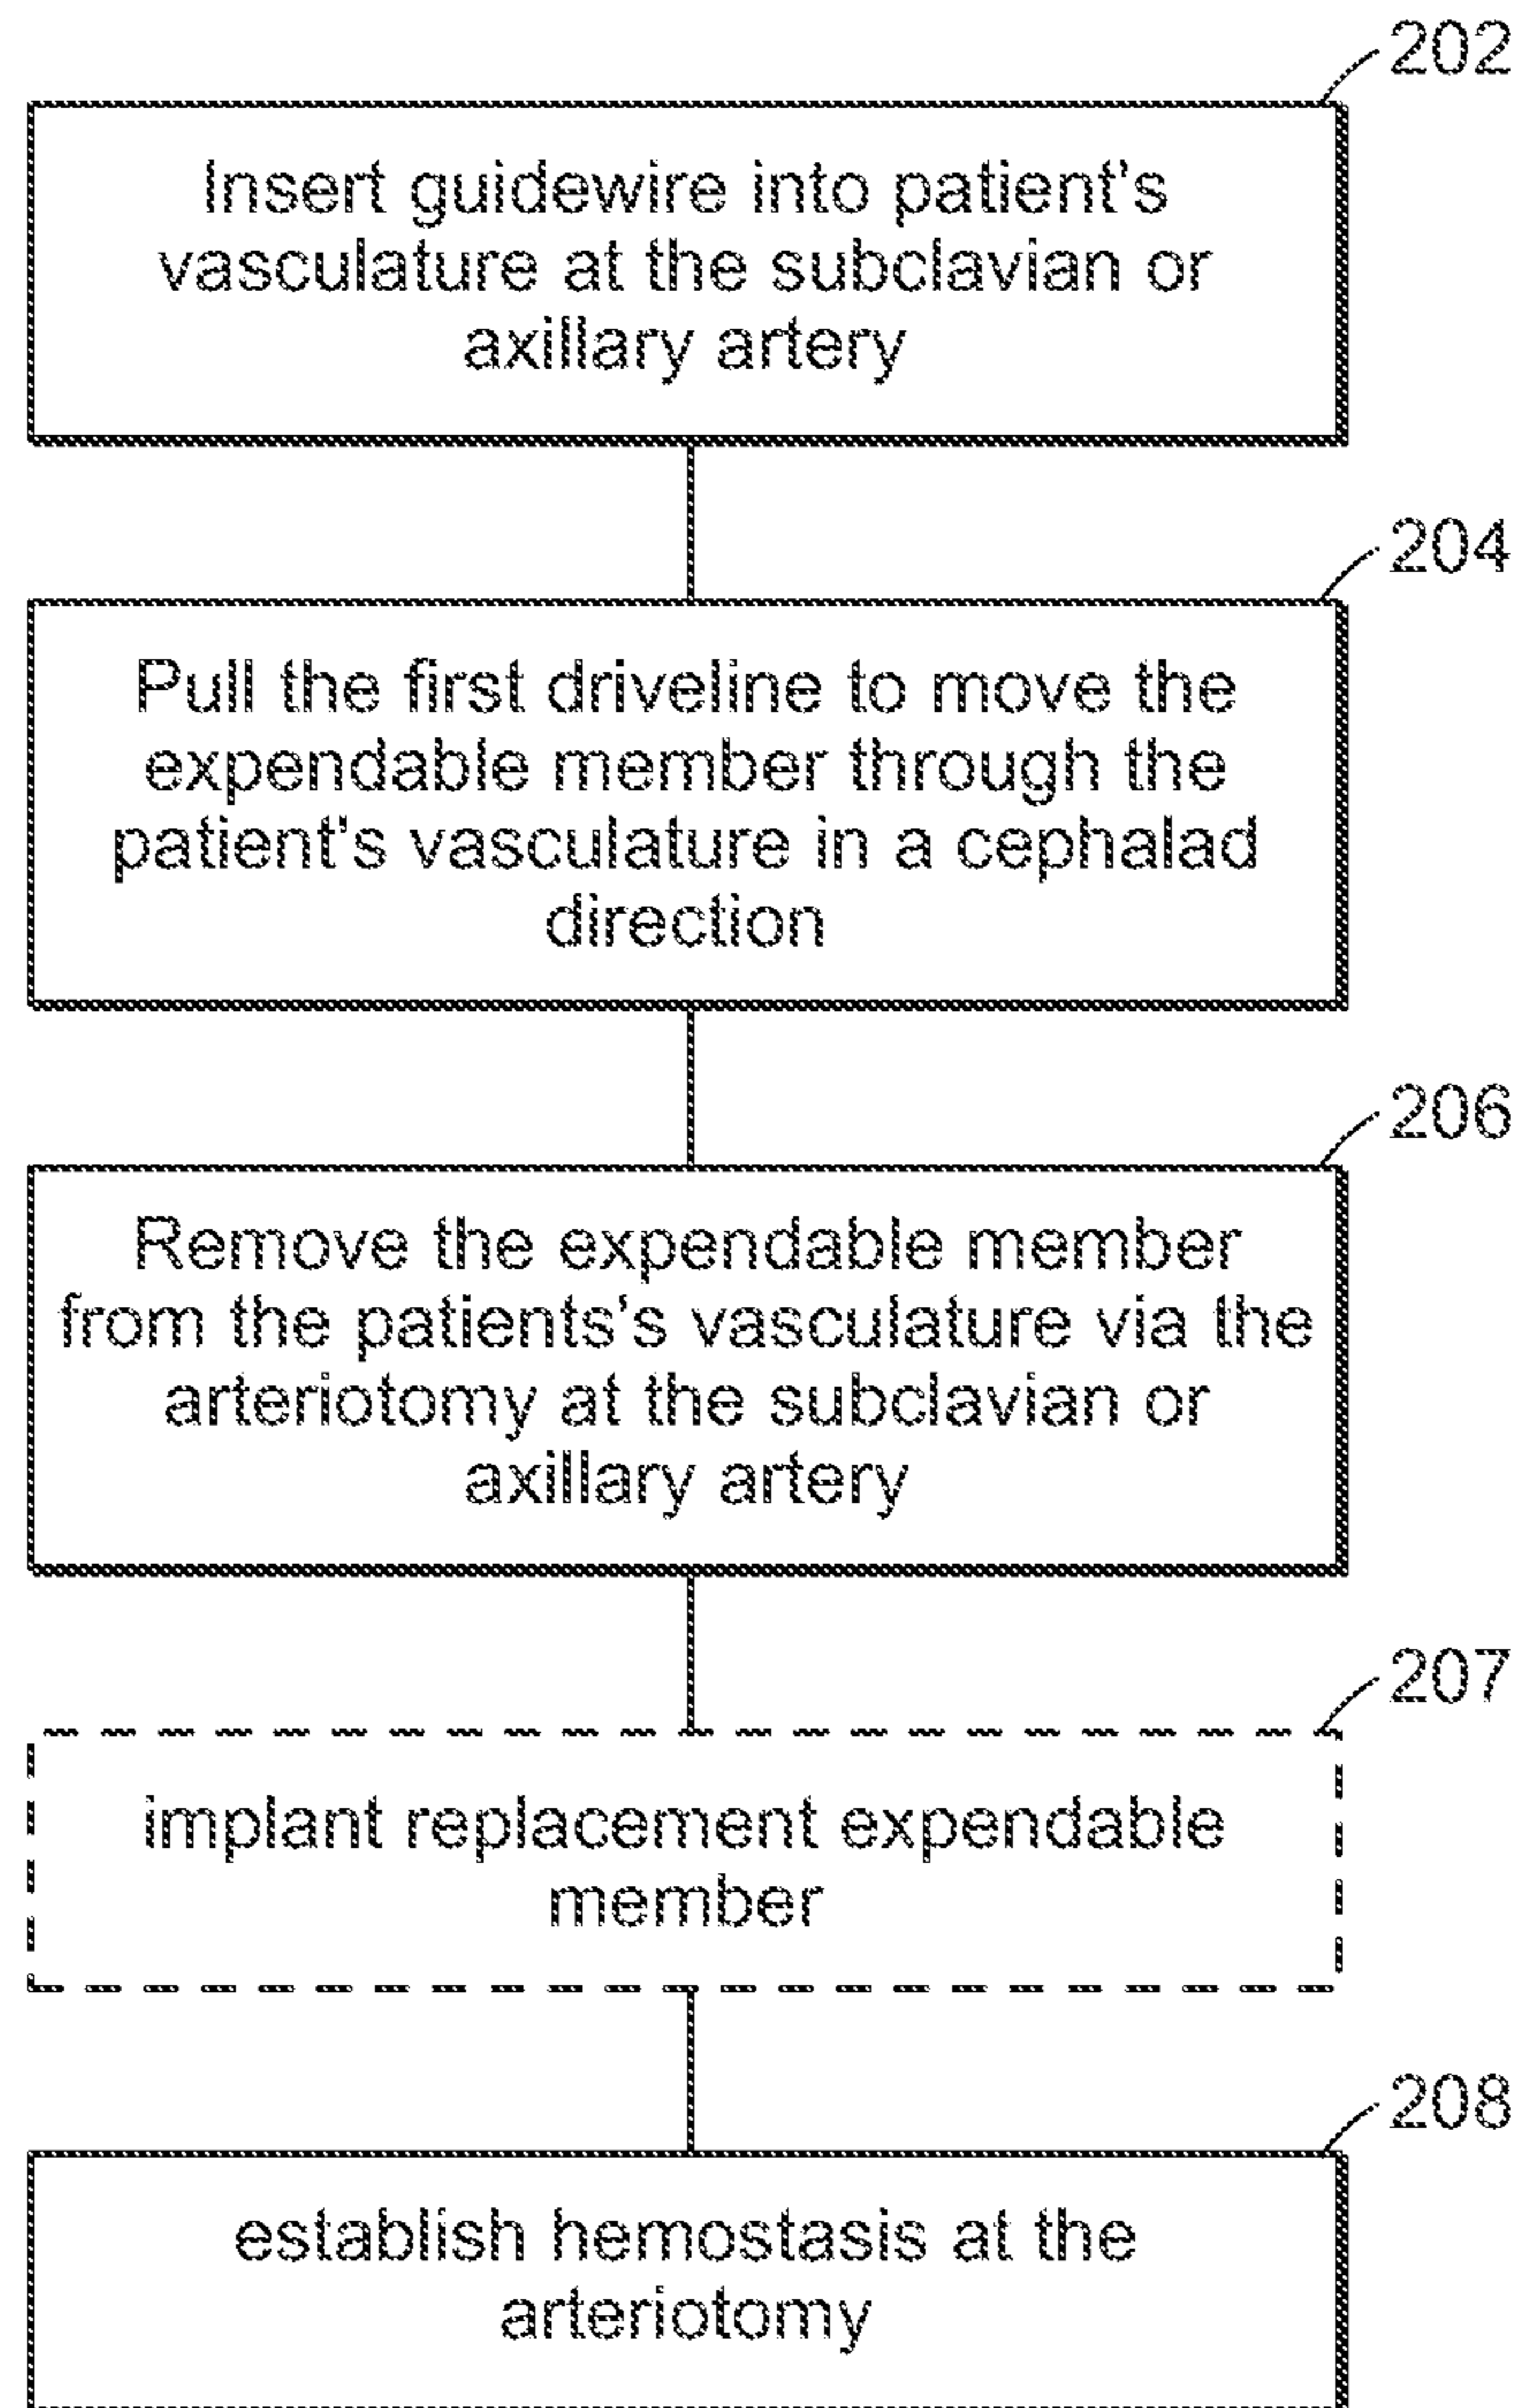 202
Insert guidewire into patient's
vasculature at the subclavian or
axillary artery
204
Pull the first driveline to move the
expendable member through the
patient's vasculature in a cephalad
direction
206
Remove the expendable member
from the patients's vasculature via the
arteriotomy at the subclavian or
axillary artery
207
implant replacement expendable
member
208
establish hemostasis at the
arteriotomy